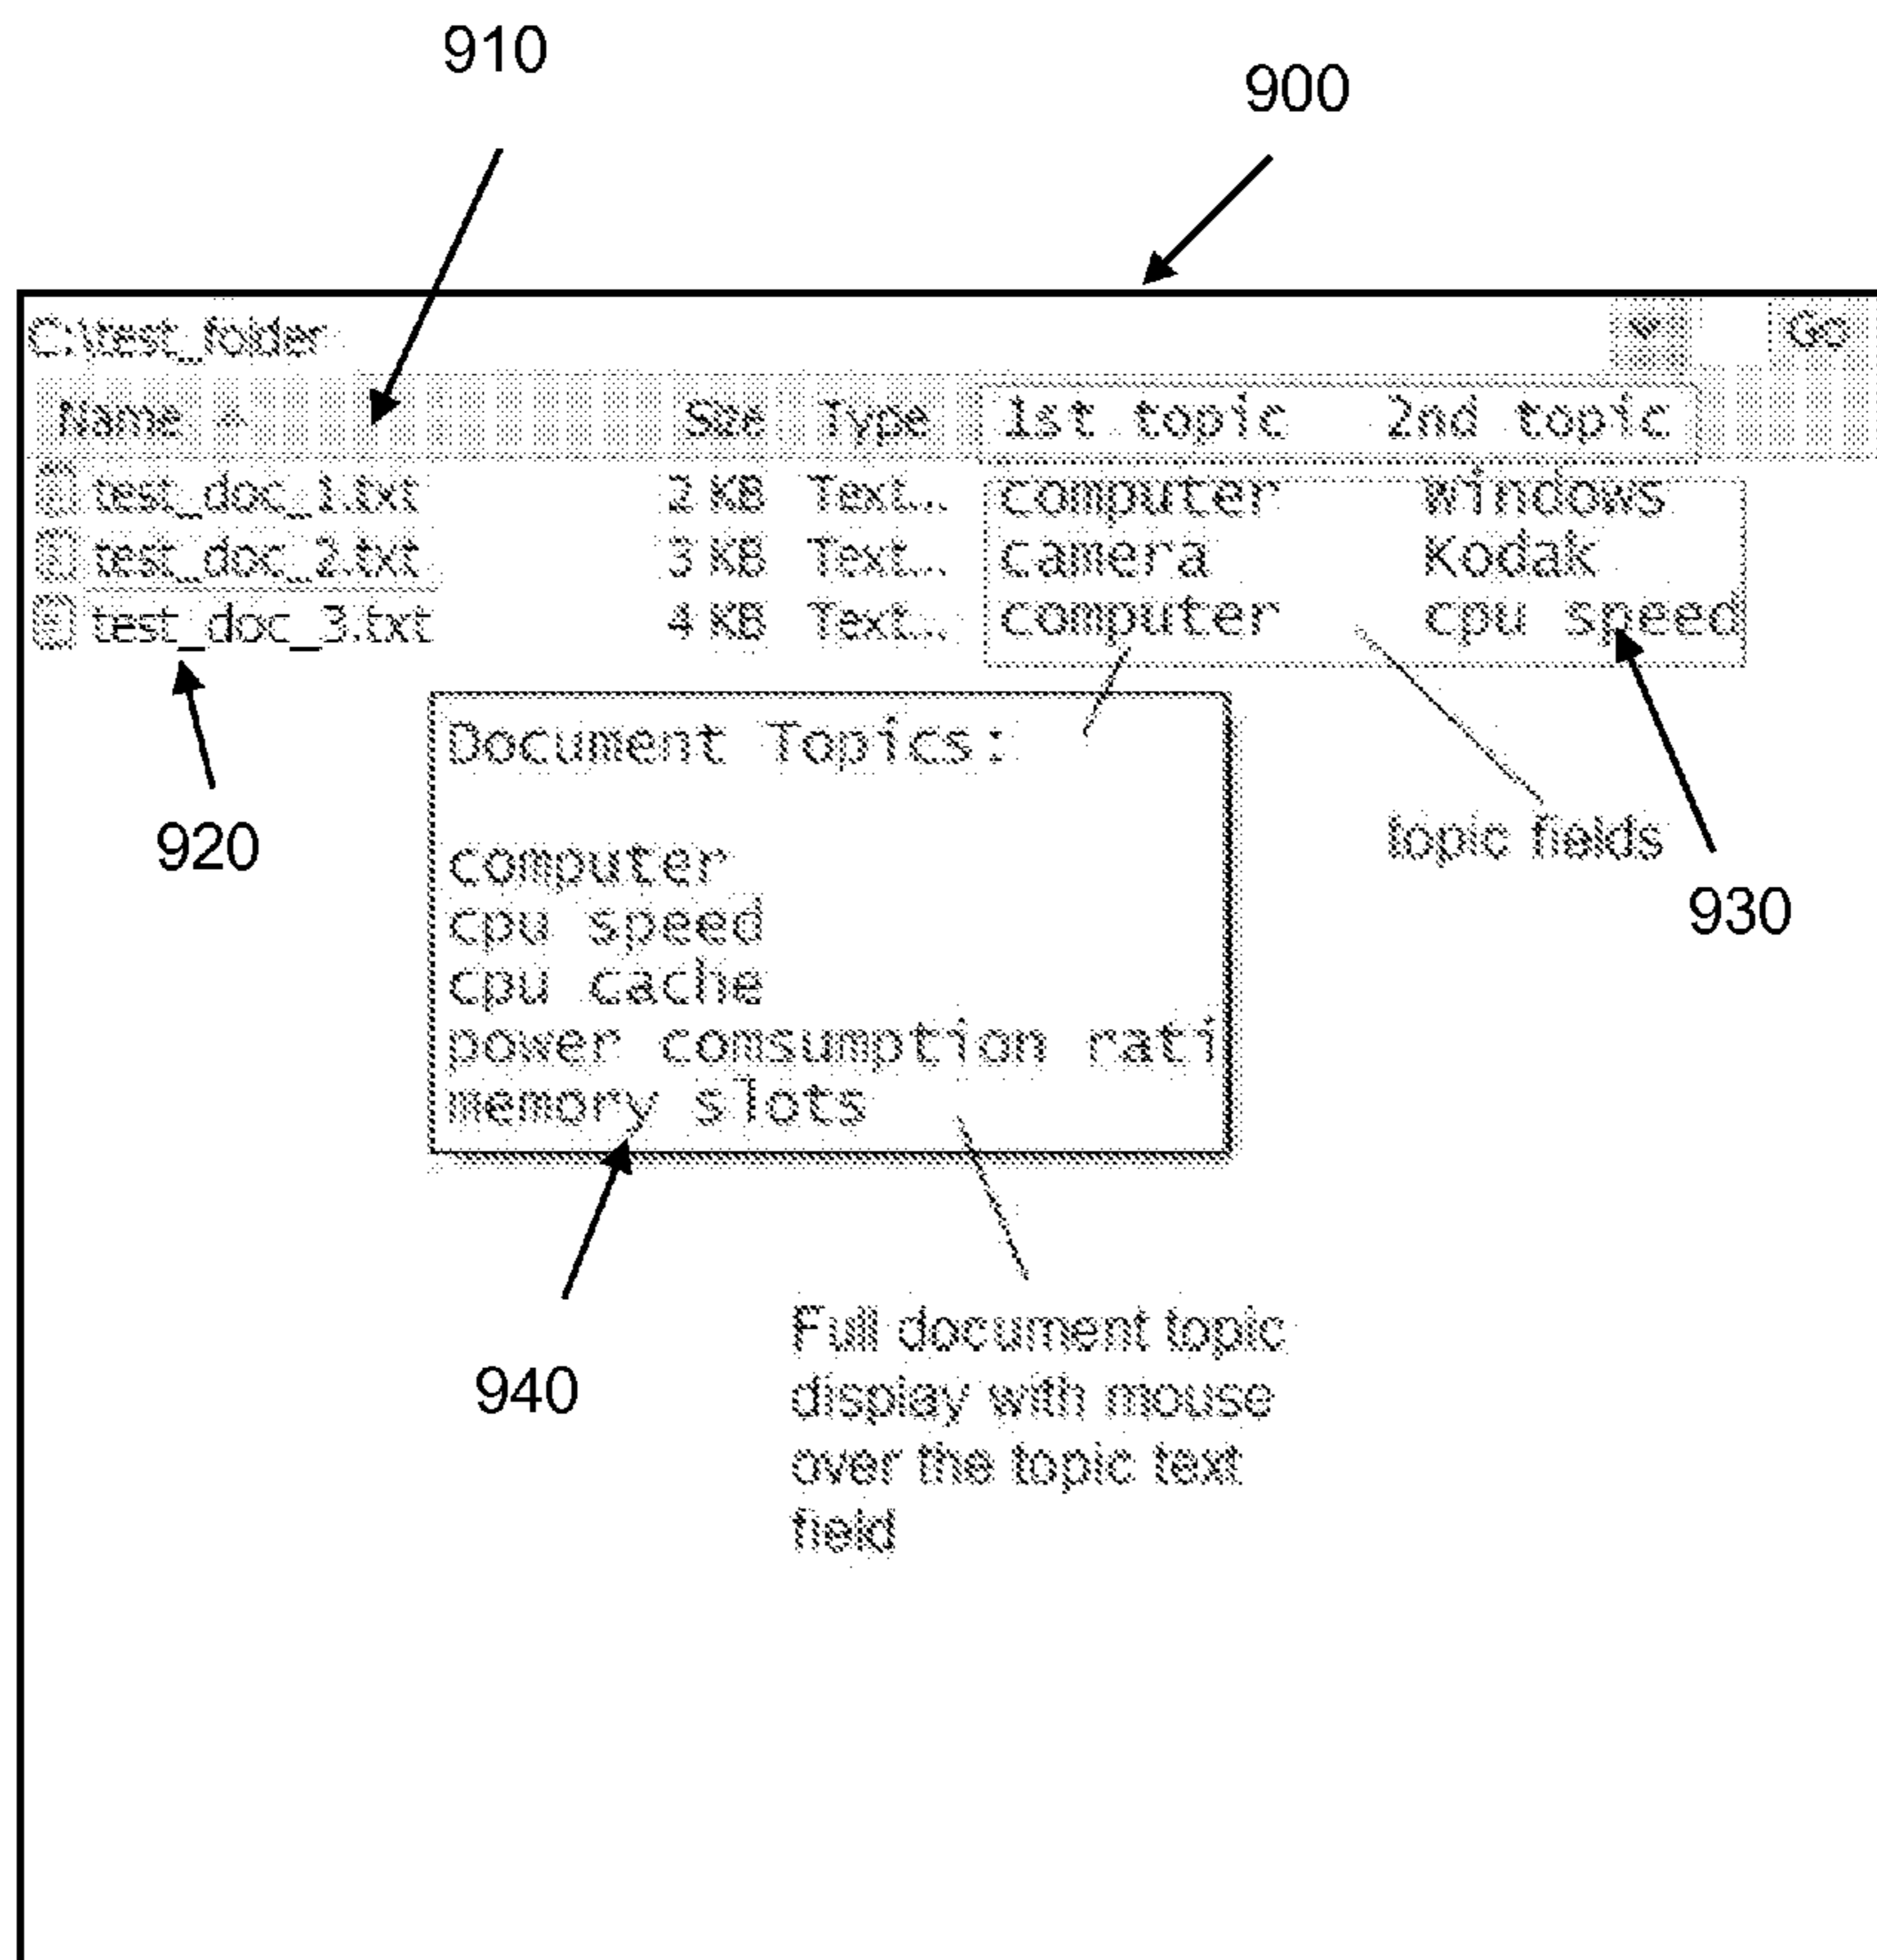 910
900
C:\test_folder Go
Name Size Type 1st topic 2nd topic
test_doc_1.txt 2 KB Text... computer Windows
test_doc_2.txt 3 KB Text... camera Kodak
test_doc_3.txt 4 KB Text... computer cpu speed
Document Topics:
computer
cpu speed
cpu cache
power comsumption rati
memory slots
920
topic fields
930
940
Full document topic
display with mouse
over the topic text
field